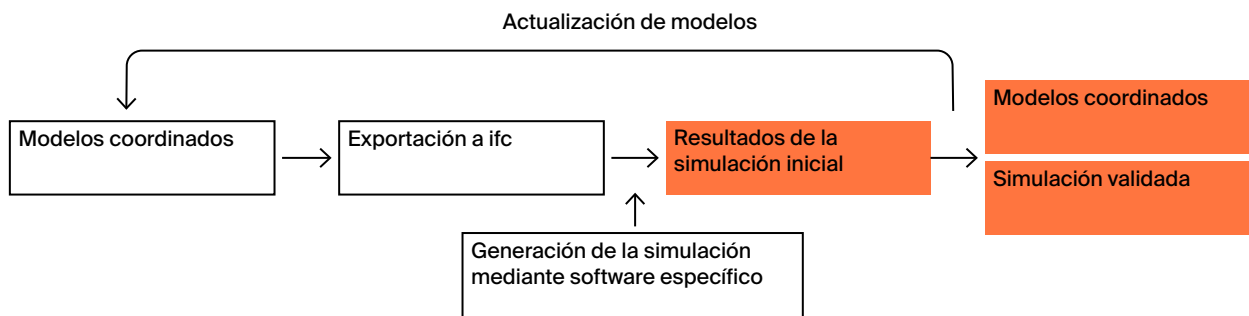 Actualización de modelos
Modelos coordinados
Exportación a ifc
Resultados de la
simulación inicial
Modelos coordinados
Simulación validada
Generación de la simulación
mediante software específico